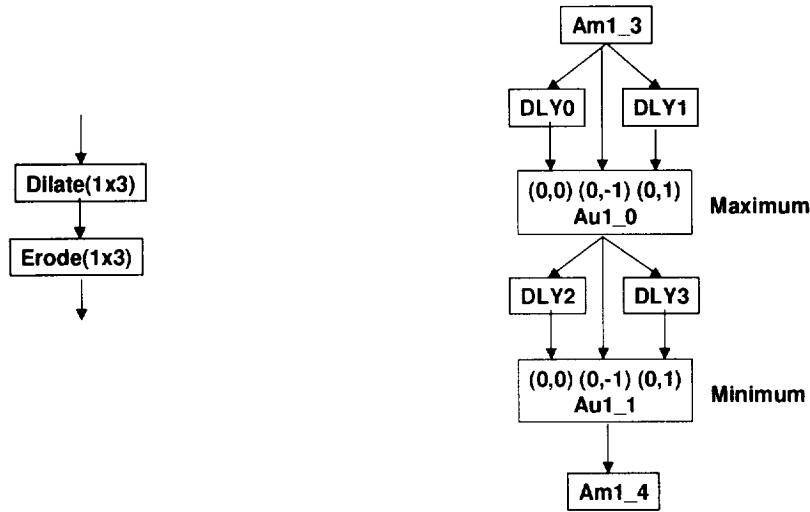 Dilate(1x3)
Erode(1x3)
Am1_3
DLY0 DLY1
(0,0) (0,-1) (0,1)
Au1_0
Maximum
DLY2 DLY3
(0,0) (0,-1) (0,1)
Au1_1
Minimum
Am1_4